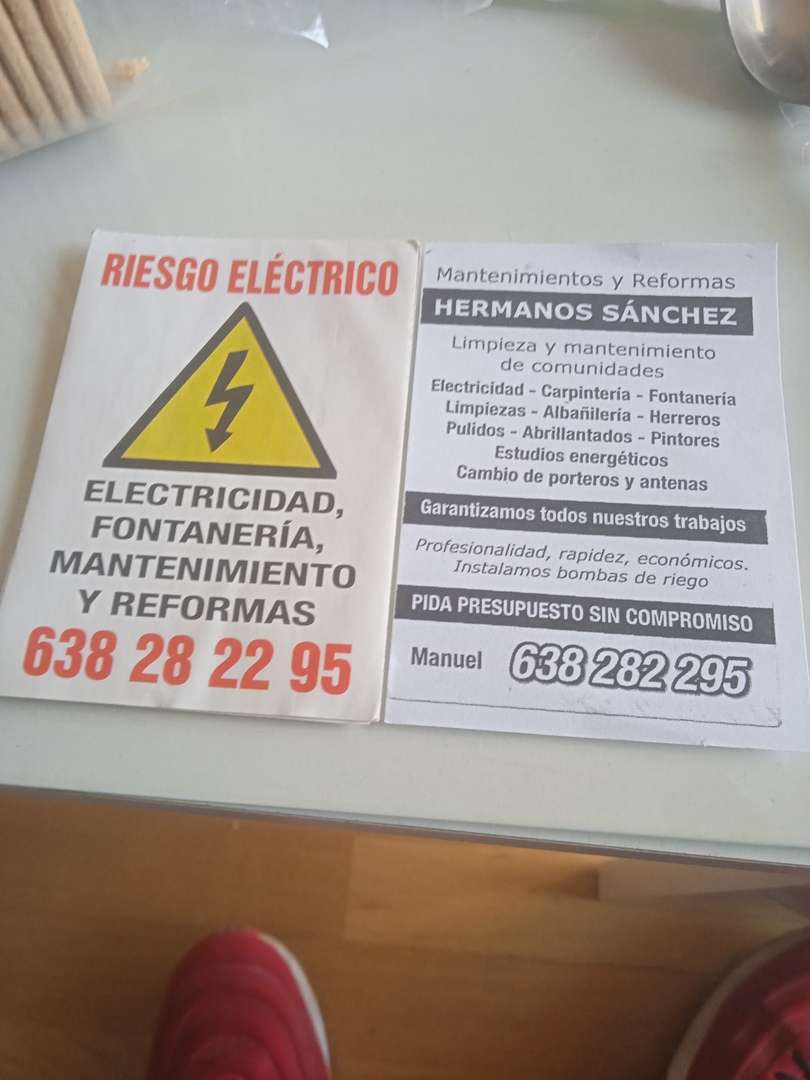 RIESGO ELÉCTRICO
ELECTRICIDAD,
FONTANERÍA,
MANTENIMIENTO
Y REFORMAS
638 28 22 95
Mantenimientos y Reformas
HERMANOS SÁNCHEZ
Limpieza y mantenimiento
de comunidades
Electricidad - Carpintería - Fontanería
Limpiezas - Albañileria - Herreros
Pulidos - Abrillantados - Pintores
Estudios energéticos
Cambio de porteros y antenas
Garantizamos todos nuestros trabajos
Profesionalidad, rapidez, económicos.
Instalamos bombas de riego
PIDA PRESUPUESTO SIN COMPROMISO
Manuel 638 282 295